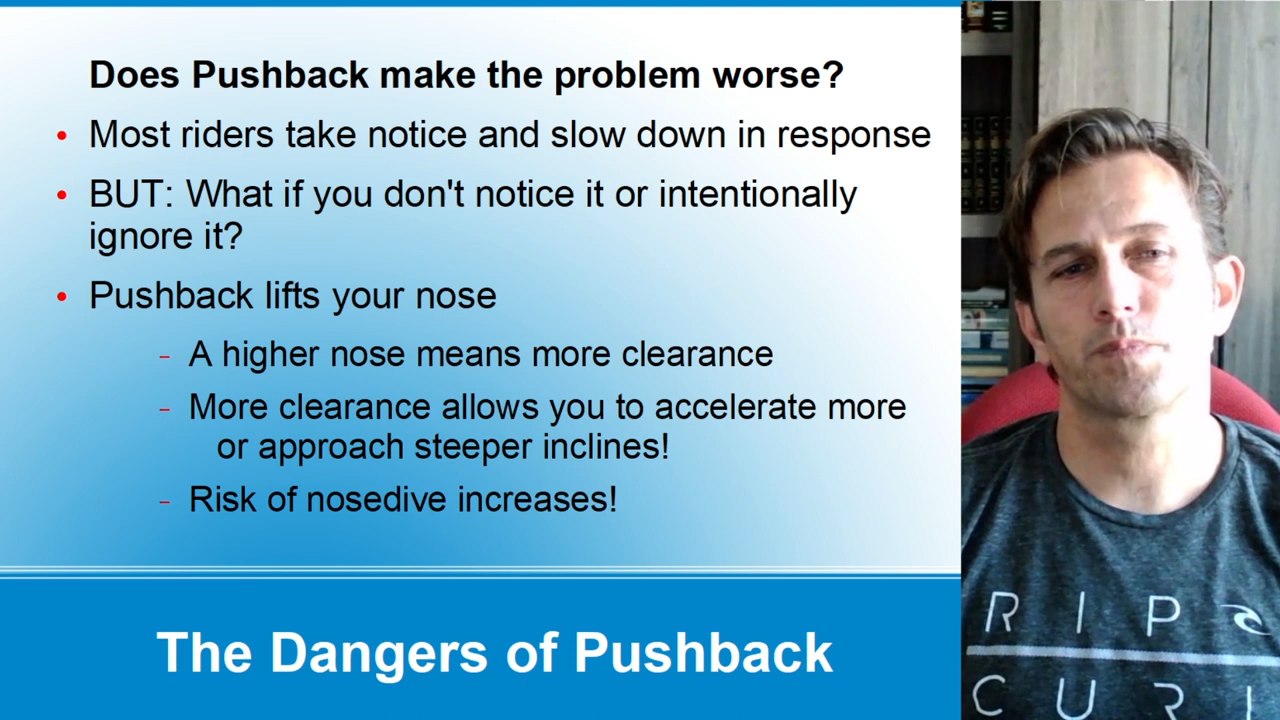 Does Pushback make the problem worse?
• Most riders take notice and slow down in response
• BUT: What if you don't notice it or intentionally
ignore it?
• Pushback lifts your nose
– A higher nose means more clearance
– More clearance allows you to accelerate more
or approach steeper inclines!
– Risk of nosedive increases!
The Dangers of Pushback
RIP
CURL